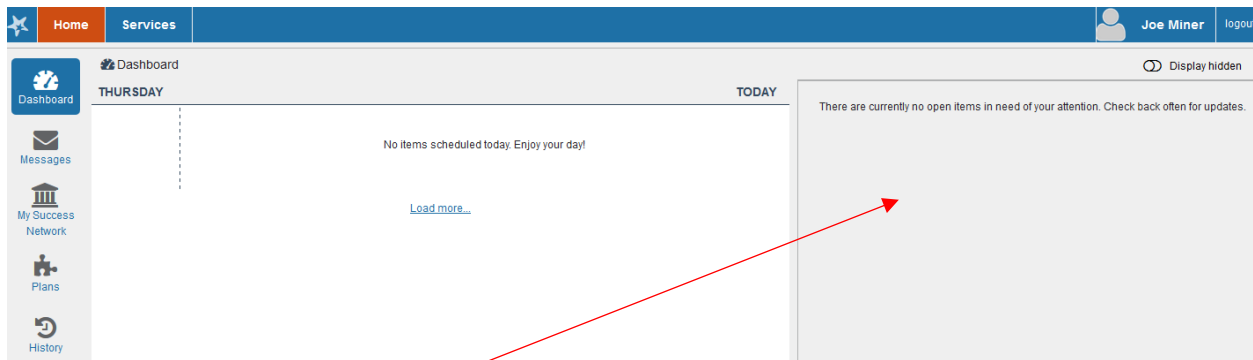 Home Services Joe Miner logout
Dashboard Display hidden
Dashboard
THURSDAY TODAY
There are currently no open items in need of your attention. Check back often for updates.
No items scheduled today. Enjoy your day!
Load more...
Messages
My Success
Network
Plans
History